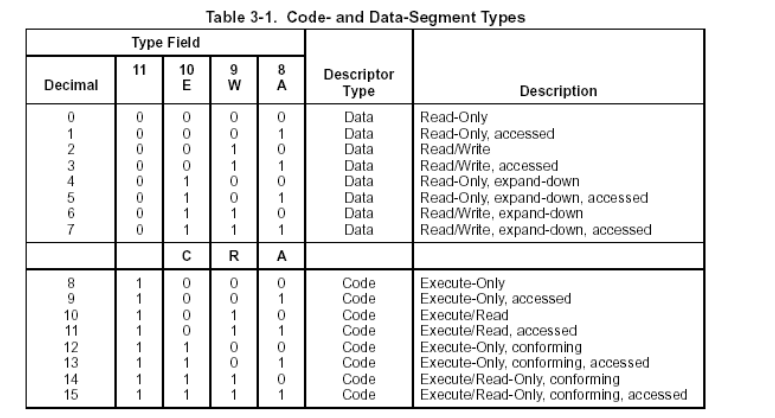 Table 3-1. Code- and Data-Segment Types
Type Field
Decimal 11 10 E 9 W 8 A Descriptor Type Description
0 0 0 0 0 Data Read-Only
1 0 0 0 1 Data Read-Only, accessed
2 0 0 1 0 Data Read/Write
3 0 0 1 1 Data Read/Write, accessed
4 0 1 0 0 Data Read-Only, expand-down
5 0 1 0 1 Data Read-Only, expand-down, accessed
6 0 1 1 0 Data Read/Write, expand-down
7 0 1 1 1 Data Read/Write, expand-down, accessed
C R A
8 1 0 0 0 Code Execute-Only
9 1 0 0 1 Code Execute-Only, accessed
10 1 0 1 0 Code Execute/Read
11 1 0 1 1 Code Execute/Read, accessed
12 1 1 0 0 Code Execute-Only, conforming
13 1 1 0 1 Code Execute-Only, conforming, accessed
14 1 1 1 0 Code Execute/Read-Only, conforming
15 1 1 1 1 Code Execute/Read-Only, conforming, accessed